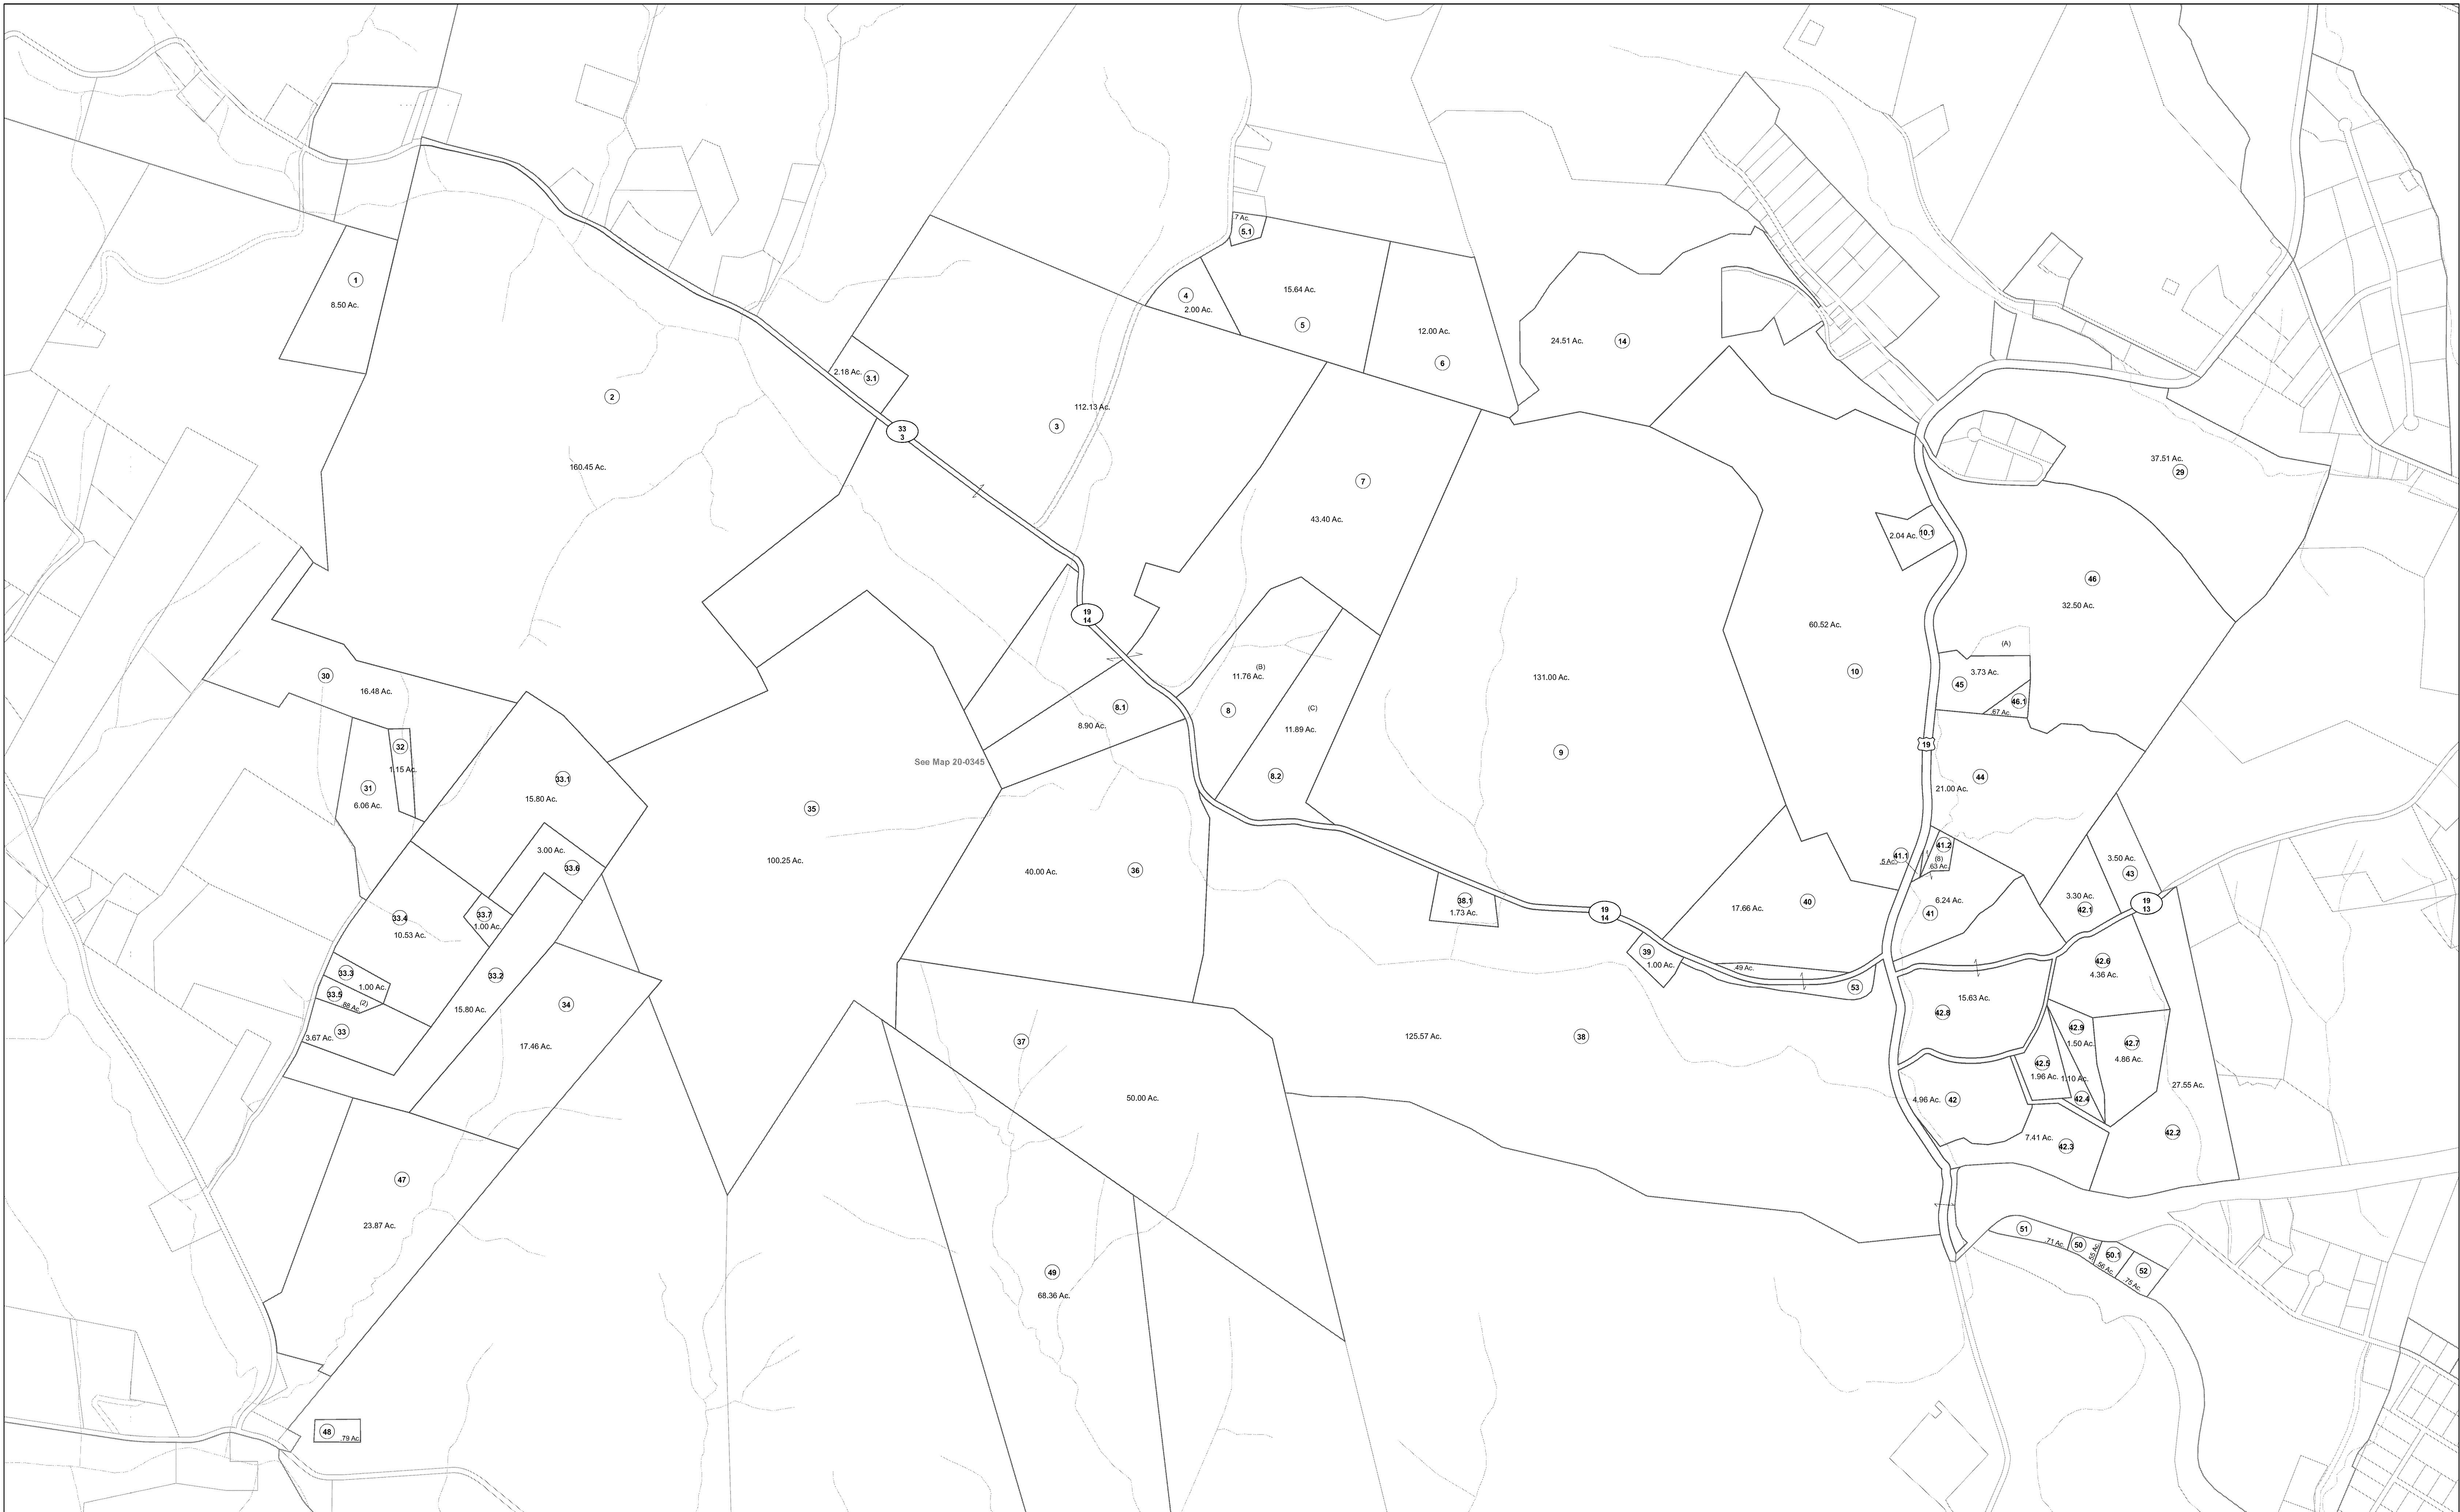 .7 Ac.
5.1
1
8.50 Ac.
4
2.00 Ac.
15.64 Ac.
5
12.00 Ac.
6
24.51 Ac.
14
2.18 Ac.
3.1
2
112.13 Ac.
3
33
3
160.45 Ac.
7
43.40 Ac.
37.51 Ac.
29
2.04 Ac.
10.1
46
32.50 Ac.
19
14
60.52 Ac.
(A)
(B)
11.76 Ac.
131.00 Ac.
10
3.73 Ac.
45
46.1
.67 Ac.
30
16.48 Ac.
8.1
8
(C)
8.90 Ac.
11.89 Ac.
32
1.15 Ac.
9
19
See Map 20-0345
33.1
8.2
44
31
6.06 Ac.
15.80 Ac.
35
21.00 Ac.
3.00 Ac.
33.6
100.25 Ac.
40.00 Ac.
36
41.1
.5 Ac.
41.2
(8)
.63 Ac.
3.50 Ac.
43
38.1
1.73 Ac.
19
14
17.66 Ac.
40
6.24 Ac.
41
3.30 Ac.
42.1
19
13
33.4
10.53 Ac.
33.7
1.00 Ac.
39
1.00 Ac.
.49 Ac.
53
42.6
4.36 Ac.
33.3
1.00 Ac.
33.5
.88 Ac.
(2)
33.2
15.80 Ac.
34
15.63 Ac.
42.8
33
3.67 Ac.
17.46 Ac.
37
125.57 Ac.
38
42.9
1.50 Ac.
42.7
4.86 Ac.
42.5
1.96 Ac.
1.10 Ac.
27.55 Ac.
50.00 Ac.
4.96 Ac.
42
42.4
7.41 Ac.
42.3
42.2
47
23.87 Ac.
51
.71 Ac.
50
.55 Ac.
50.1
.56 Ac.
52
.75 Ac.
49
68.36 Ac.
48
.79 Ac.